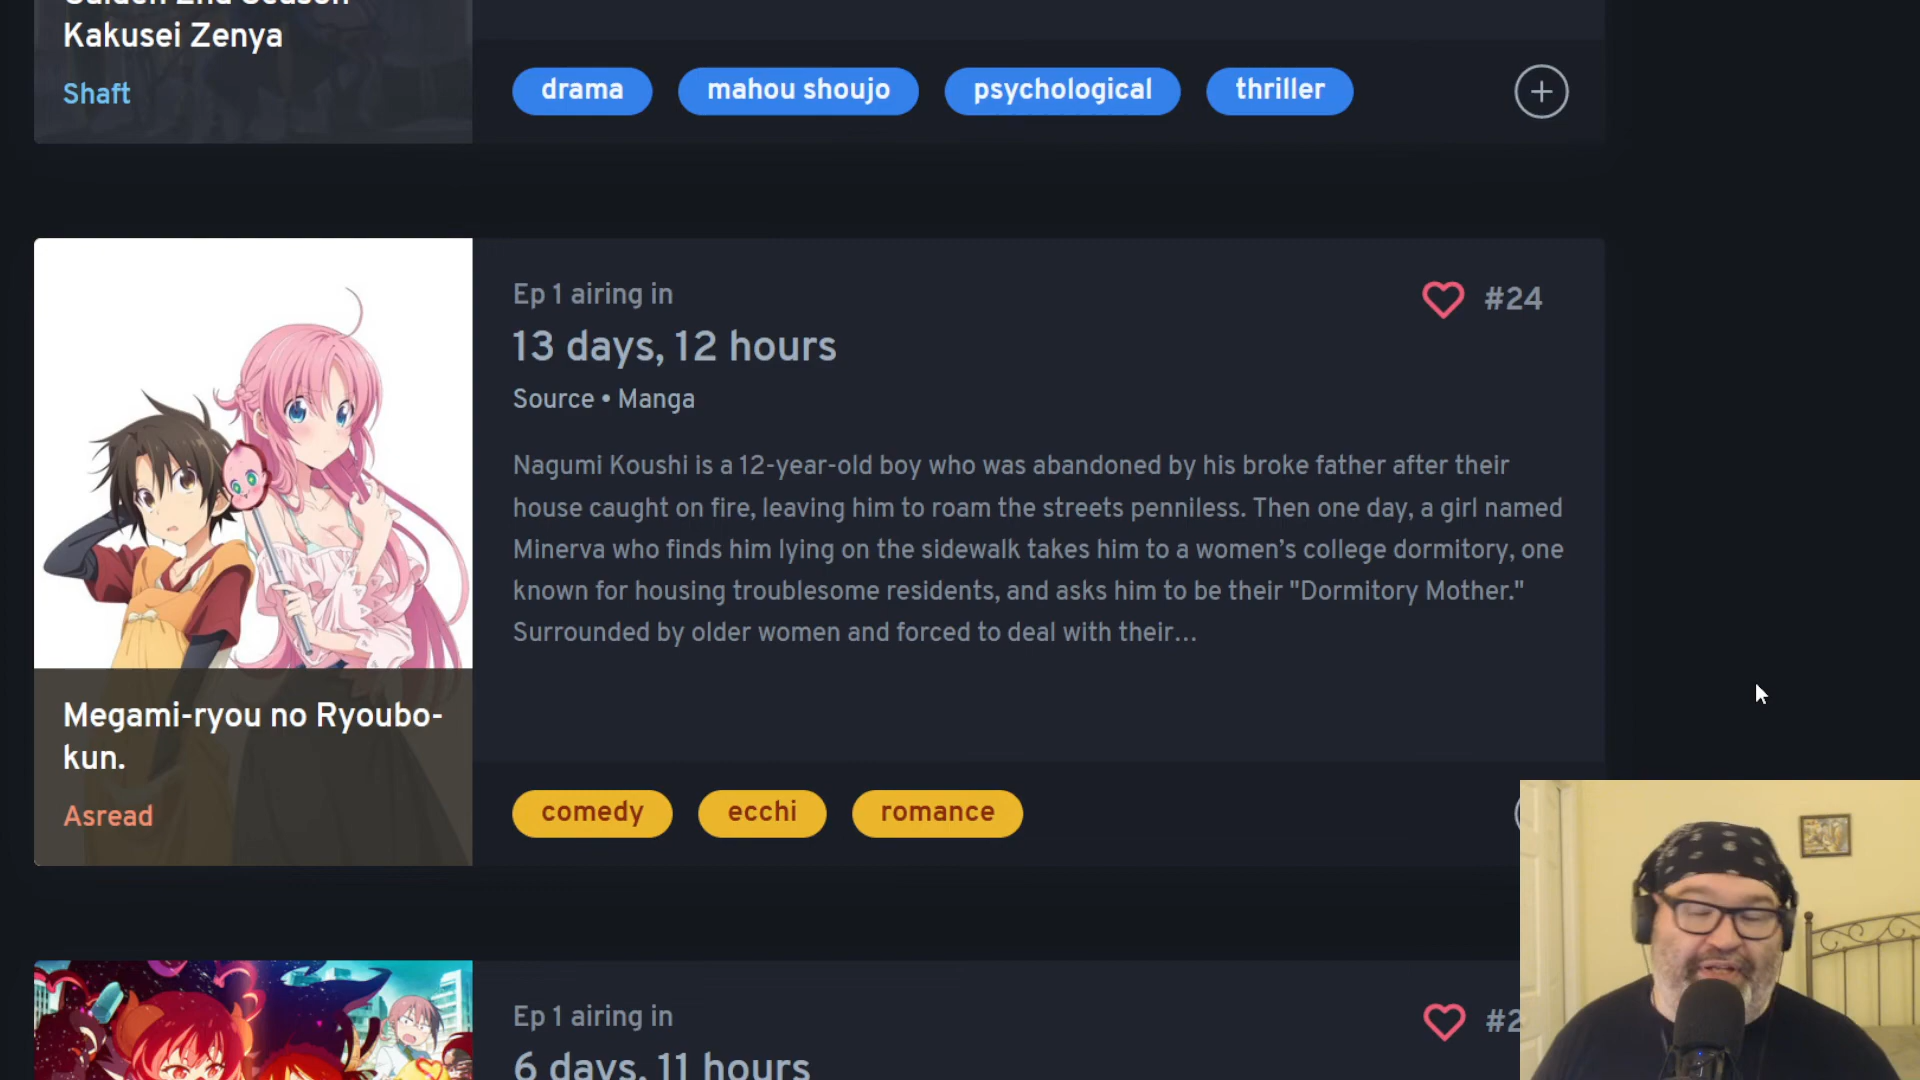 Kakusei Zenya
Shaft
drama
mahou shoujo
psychological
thriller
Ep 1 airing in
#24
13 days, 12 hours
Source • Manga
Nagumi Koushi is a 12-year-old boy who was abandoned by his broke father after their
house caught on fire, leaving him to roam the streets penniless. Then one day, a girl named
Minerva who finds him lying on the sidewalk takes him to a women’s college dormitory, one
known for housing troublesome residents, and asks him to be their "Dormitory Mother."
Surrounded by older women and forced to deal with their...
Megami-ryou no Ryoubo-
kun.
Asread
comedy
ecchi
romance
Ep 1 airing in
#2
6 days, 11 hours